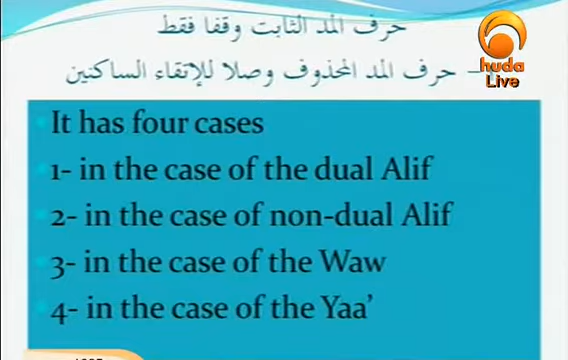 حرف المد الثابت وقفا فقط
– حرف المد المحذوف وصلا للإتقاء الساكنين
huda
Live
It has four cases
1- in the case of the dual Alif
2- in the case of non-dual Alif
3- in the case of the Waw
4- in the case of the Yaa'